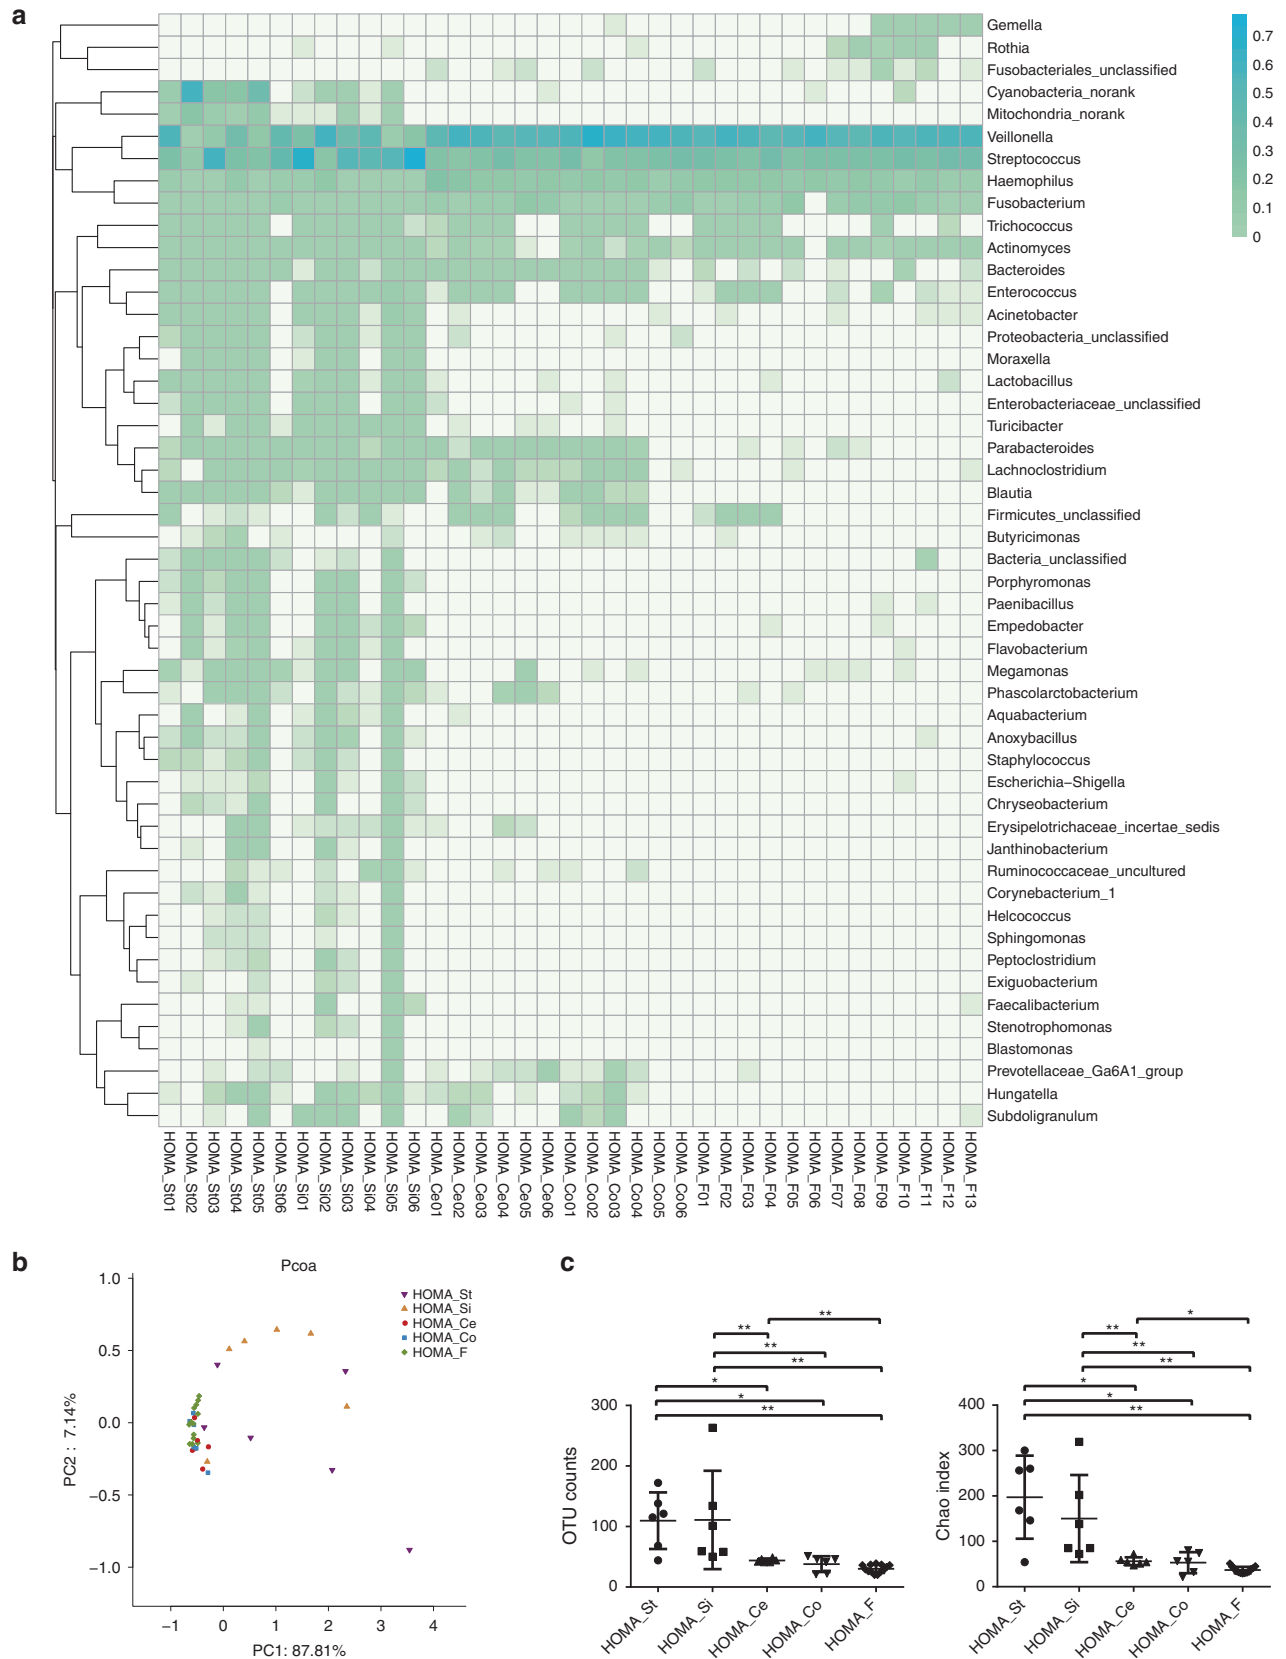 a
Gemella
Rothia
Fusobacteriales_unclassified
Cyanobacteria_norank
Mitochondria_norank
Veillonella
Streptococcus
Haemophilus
Fusobacterium
Trichococcus
Actinomyces
Bacteroides
Enterococcus
Acinetobacter
Proteobacteria_unclassified
Moraxella
Lactobacillus
Enterobacteriaceae_unclassified
Turicibacter
Parabacteroides
Lachnoclostridium
Blautia
Firmicutes_unclassified
Butyricimonas
Bacteria_unclassified
Porphyromonas
Paenibacillus
Empedobacter
Flavobacterium
Megamonas
Phascolarctobacterium
Aquabacterium
Anoxybacillus
Staphylococcus
Escherichia−Shigella
Chryseobacterium
Erysipelotrichaceae_incertae_sedis
Janthinobacterium
Ruminococcaceae_uncultured
Corynebacterium_1
Helcococcus
Sphingomonas
Peptoclostridium
Exiguobacterium
Faecalibacterium
Stenotrophomonas
Blastomonas
Prevotellaceae_Ga6A1_group
Hungatella
Subdoligranulum
0.7
0.6
0.5
0.4
0.3
0.2
0.1
0
HOMA_St01
HOMA_St02
HOMA_St03
HOMA_St04
HOMA_St05
HOMA_St06
HOMA_Si01
HOMA_Si02
HOMA_Si03
HOMA_Si04
HOMA_Si05
HOMA_Si06
HOMA_Ce01
HOMA_Ce02
HOMA_Ce03
HOMA_Ce04
HOMA_Ce05
HOMA_Ce06
HOMA_Co01
HOMA_Co02
HOMA_Co03
HOMA_Co04
HOMA_Co05
HOMA_Co06
HOMA_F01
HOMA_F02
HOMA_F03
HOMA_F04
HOMA_F05
HOMA_F06
HOMA_F07
HOMA_F08
HOMA_F09
HOMA_F10
HOMA_F11
HOMA_F12
HOMA_F13
b
Pcoa
HOMA_St
HOMA_Si
HOMA_Ce
HOMA_Co
HOMA_F
1.0
0.5
0.0
−0.5
−1.0
PC2 : 7.14%
−1
0
1
2
3
4
PC1: 87.81%
c
**
**
**
**
*
*
**
300
200
100
0
OTU counts
HOMA_St
HOMA_Si
HOMA_Ce
HOMA_Co
HOMA_F
*
**
**
**
*
*
**
400
300
200
100
0
Chao index
HOMA_St
HOMA_Si
HOMA_Ce
HOMA_Co
HOMA_F